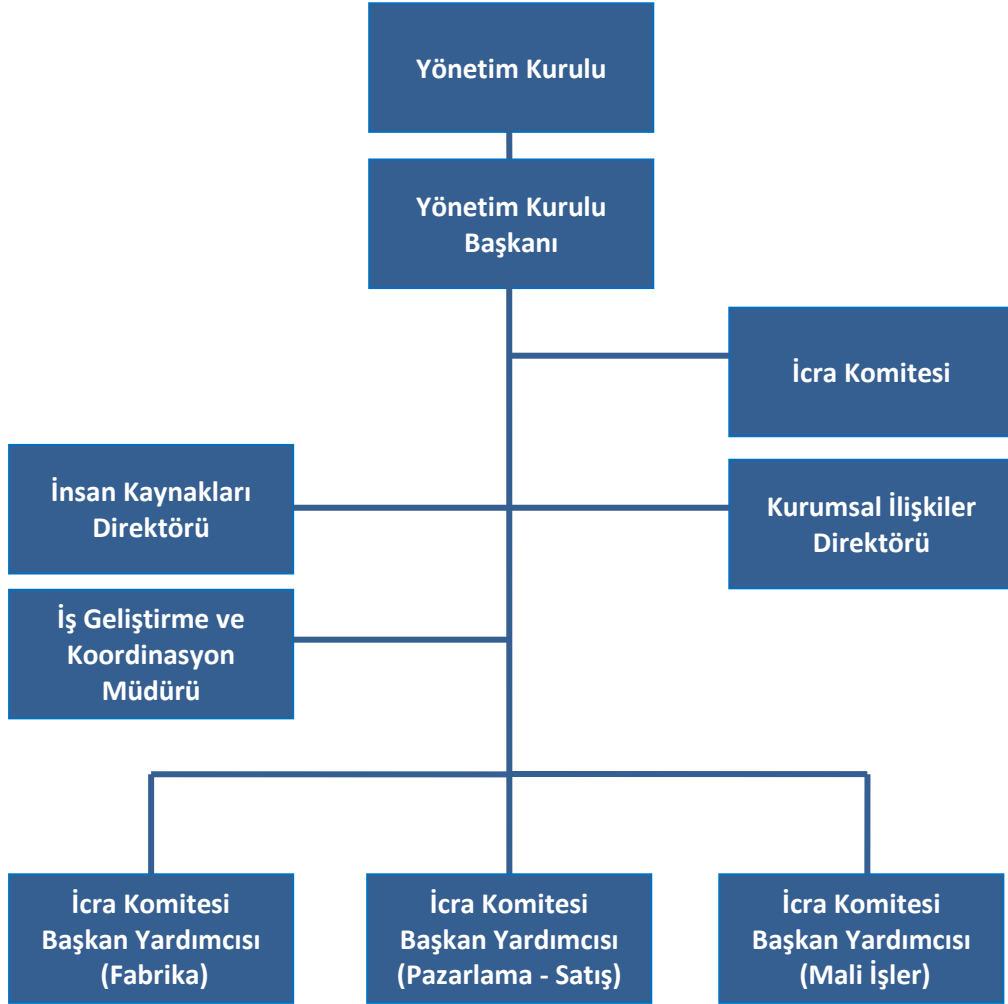 Yönetim Kurulu
Yönetim Kurulu
Başkanı
İcra Komitesi
İnsan Kaynakları
Direktörü
Kurumsal İlişkiler
Direktörü
İş Geliştirme ve
Koordinasyon
Müdürü
İcra Komitesi
Başkan Yardımcısı
(Fabrika)
İcra Komitesi
Başkan Yardımcısı
(Pazarlama - Satış)
İcra Komitesi
Başkan Yardımcısı
(Mali İşler)